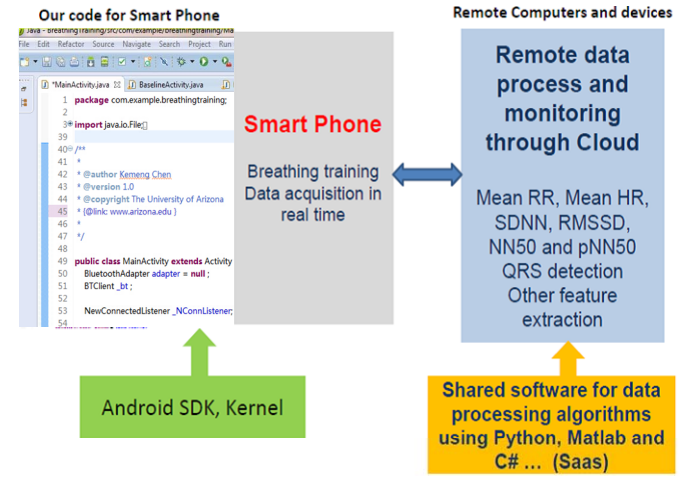 Our code for Smart Phone
Java - BreathingTraining/src/com/example/breathingtraining/Ma
File Edit Refactor Source Navigate Search Project Run
*MainActivity.java
BaselineActivity.java
1 package com.example.breathingtraining;
2
3 import java.io.File;
39
40 /**
41 *
42 * @author Kemeng Chen
43 * @version 1.0
44 * @copyright The University of Arizona
45 * {@link: www.arizona.edu }
46 *
47 */
48
49 public class MainActivity extends Activity
50 BluetoothAdapter adapter = null ;
51 BTClient _bt ;
52
53 NewConnectedListener _NConnListener;
54
Smart Phone
Breathing training
Data acquisition in
real time
Android SDK, Kernel
Remote Computers and devices
Remote data
process and
monitoring
through Cloud
Mean RR, Mean HR,
SDNN, RMSSD,
NN50 and pNN50
QRS detection
Other feature
extraction
Shared software for data
processing algorithms
using Python, Matlab and
C# ... (Saas)